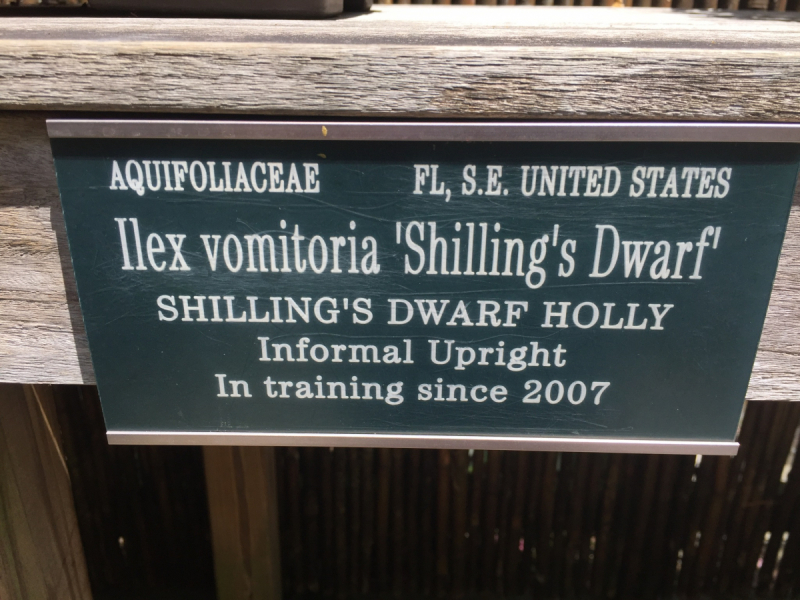 AQUIFOLIACEAE FL, S.E. UNITED STATES
Ilex vomitoria 'Shilling's Dwarf'
SHILLING'S DWARF HOLLY
Informal Upright
In training since 2007